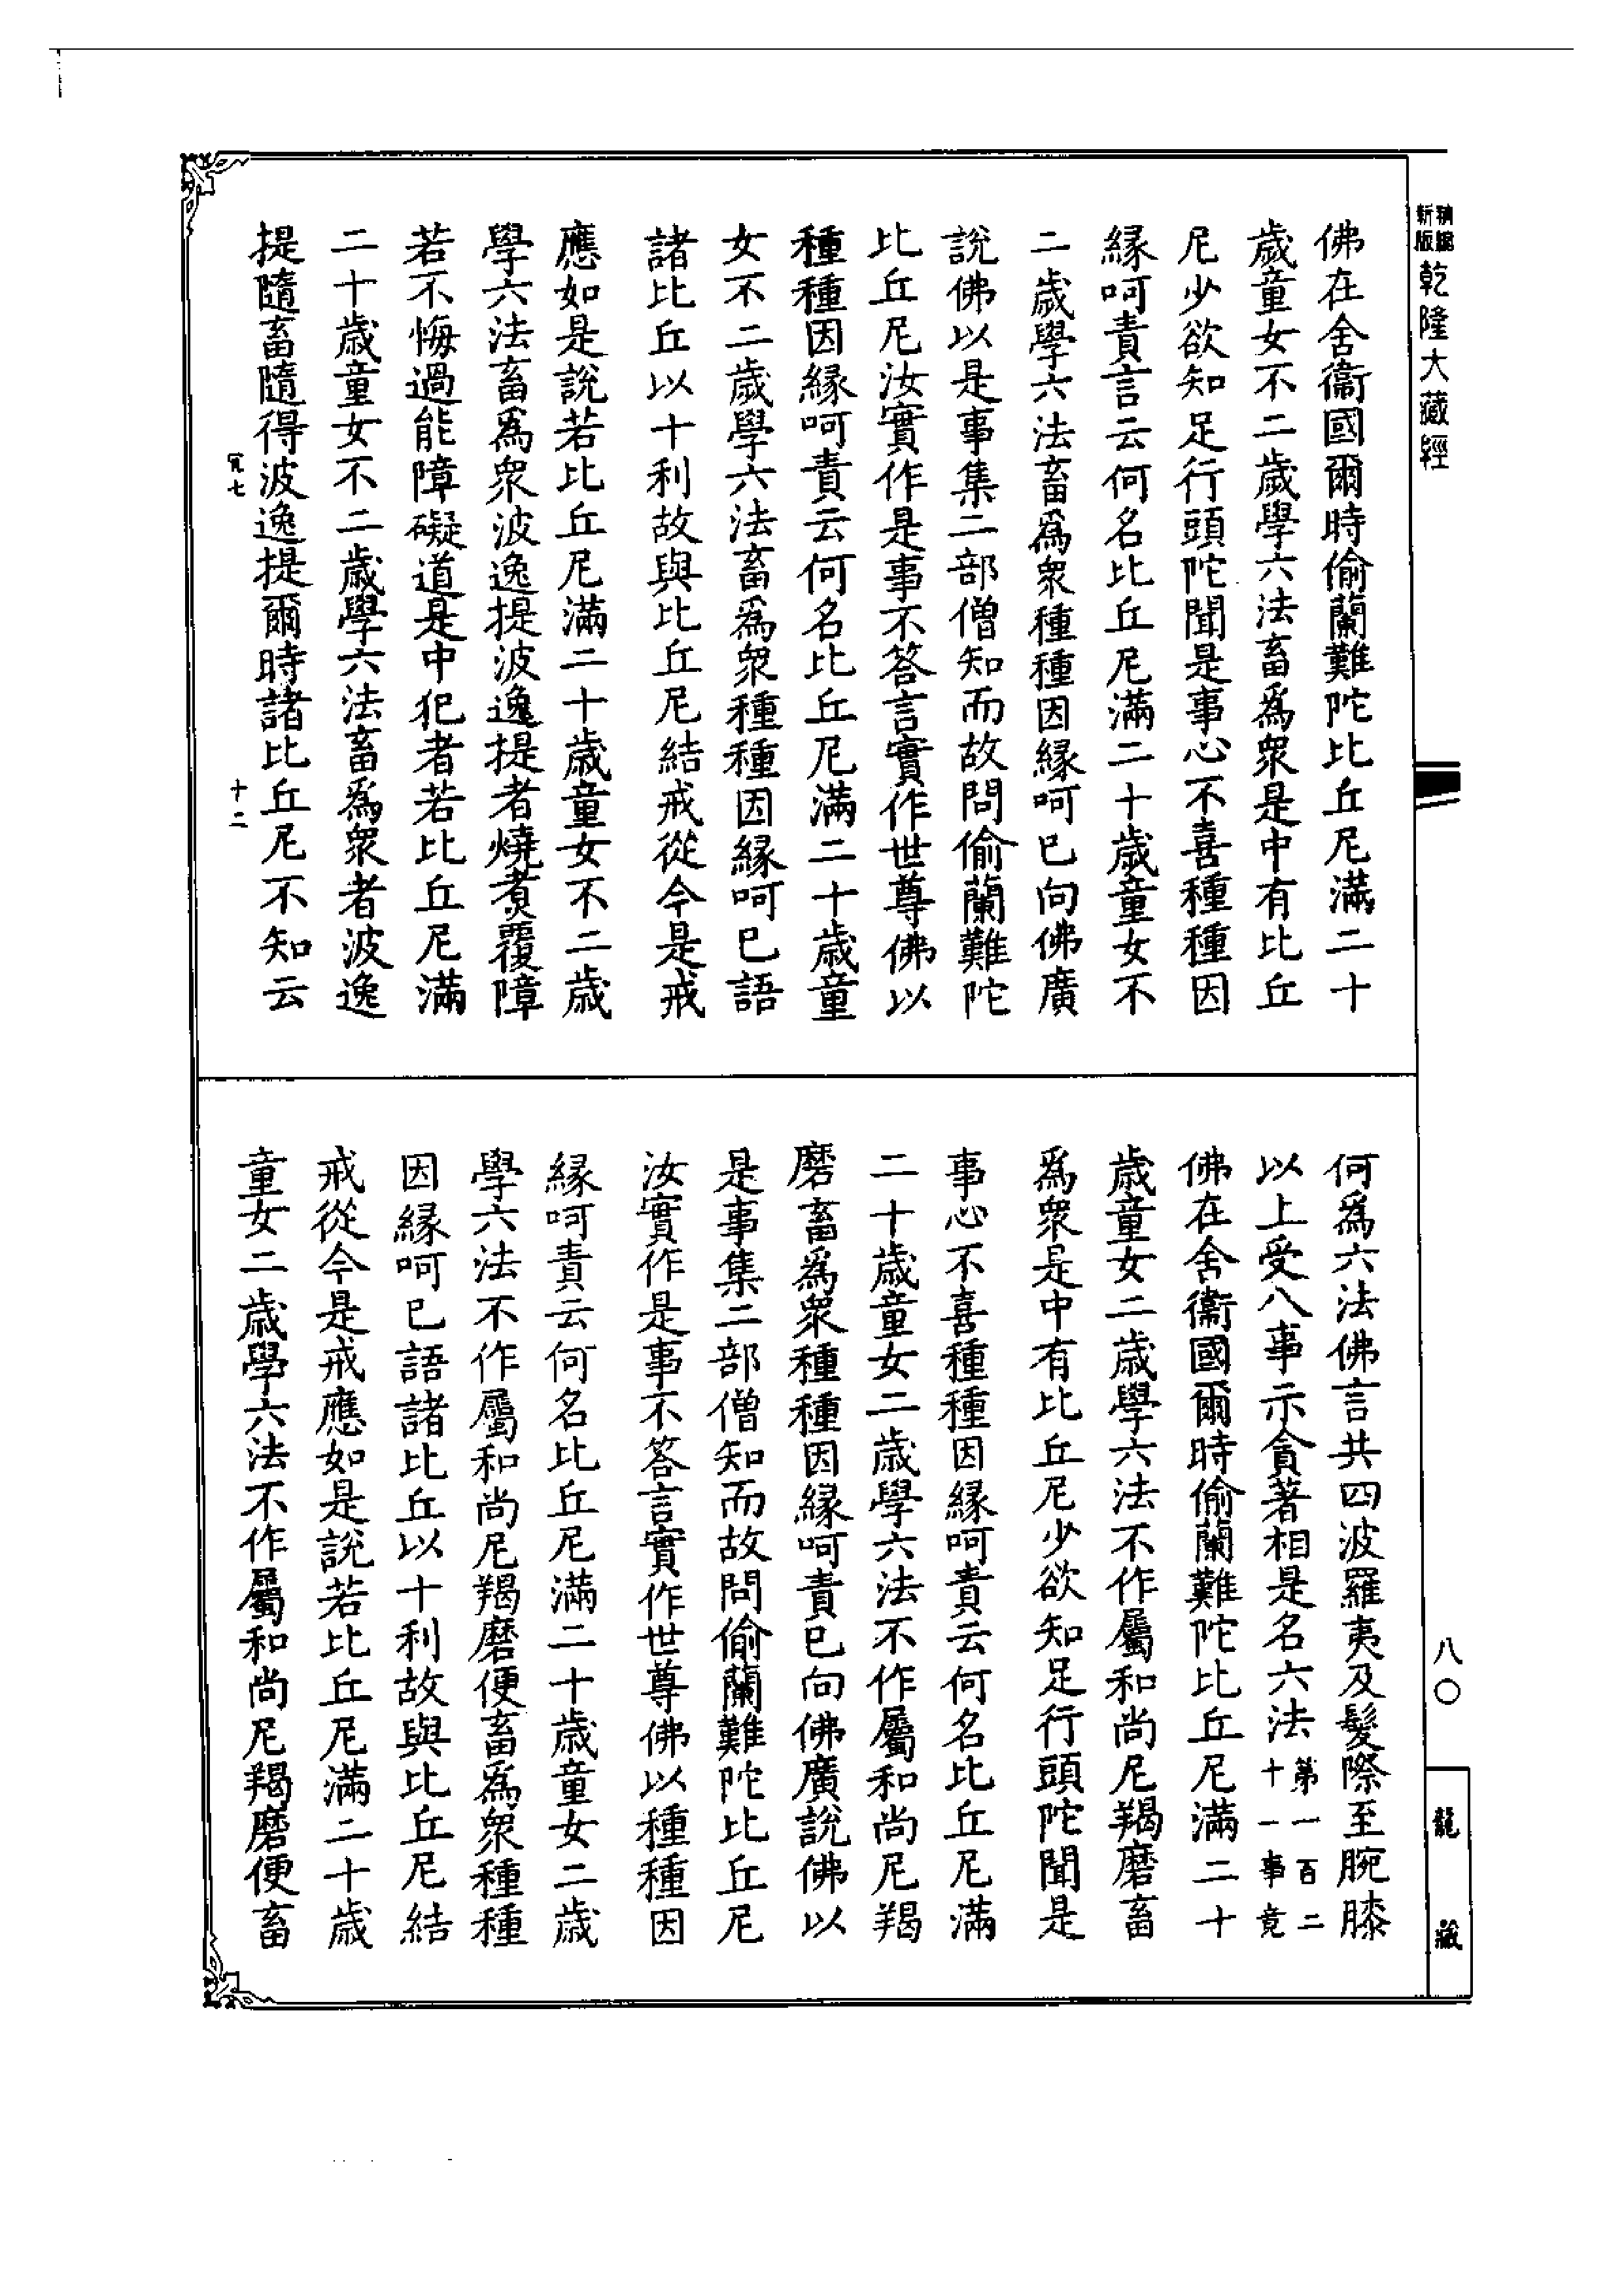 新版
精縮
乾隆大藏經
佛在舍衞國爾時偷蘭難陀比丘尼滿二十
歲童女不二歲學六法畜爲衆是中有比丘
尼少欲知足行頭陀聞是事心不喜種種因
緣呵責言云何名比丘尼滿二十歲童女不
二歲學六法畜爲衆種種因緣呵已向佛廣
說佛以是事集二部僧知而故問偷蘭難陀
比丘尼汝實作是事不答言實作世尊佛以
種種因緣呵責云何名比丘尼滿二十歲童
女不二歲學六法畜爲衆種種因緣呵已語
諸比丘以十利故與比丘尼結戒從今是戒
應如是說若比丘尼滿二十歲童女不二歲
學六法畜爲衆波逸提波逸提者燒煑覆障
若不悔過能障礙道是中犯者若比丘尼滿
二十歲童女不二歲學六法畜爲衆者波逸
提隨畜隨得波逸提爾時諸比丘尼不知云
七
十二
何爲六法佛言共四波羅夷及髮際至腕膝
以上受八事示貪著相是名六法第一百二十一事竟
佛在舍衞國爾時偷蘭難陀比丘尼滿二十
歲童女二歲學六法不作屬和尚尼羯磨畜
爲衆是中有比丘尼少欲知足行頭陀聞是
事心不喜種種因緣呵責云何名比丘尼滿
二十歲童女二歲學六法不作屬和尚尼羯
磨畜爲衆種種因緣呵責已向佛廣說佛以
是事集二部僧知而故問偷蘭難陀比丘尼
汝實作是事不答言實作世尊佛以種種因
緣呵責云何名比丘尼滿二十歲童女二歲
學六法不作屬和尚尼羯磨便畜爲衆種種
因緣呵已語諸比丘以十利故與比丘尼結
戒從今是戒應如是說若比丘尼滿二十歲
童女二歲學六法不作屬和尚尼羯磨便畜
八〇
龍藏